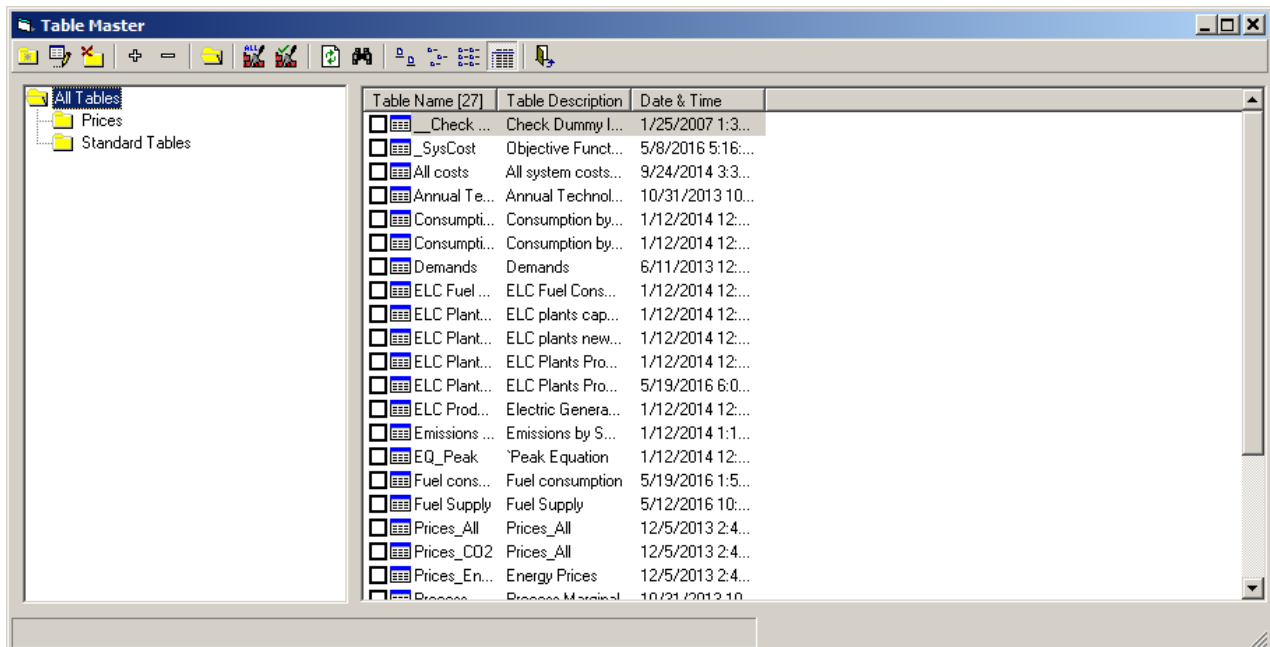 Table Master
ALL
All Tables
Prices
Standard Tables
Table Name [27] Table Description Date & Time
__Check ... Check Dummy I... 1/25/2007 1:3...
_SysCost Objective Funct... 5/8/2016 5:16:...
All costs All system costs... 9/24/2014 3:3...
Annual Te... Annual Technol... 10/31/2013 10...
Consumpti... Consumption by... 1/12/2014 12:...
Consumpti... Consumption by... 1/12/2014 12:...
Demands Demands 6/11/2013 12:...
ELC Fuel ... ELC Fuel Cons... 1/12/2014 12:...
ELC Plant... ELC plants cap... 1/12/2014 12:...
ELC Plant... ELC plants new... 1/12/2014 12:...
ELC Plant... ELC Plants Pro... 1/12/2014 12:...
ELC Plant... ELC Plants Pro... 5/19/2016 6:0...
ELC Prod... Electric Genera... 1/12/2014 12:...
Emissions ... Emissions by S... 1/12/2014 1:1...
EQ_Peak `Peak Equation 1/12/2014 12:...
Fuel cons... Fuel consumption 5/19/2016 1:5...
Fuel Supply Fuel Supply 5/12/2016 10:...
Prices_All Prices_All 12/5/2013 2:4...
Prices_CO2 Prices_All 12/5/2013 2:4...
Prices_En... Energy Prices 12/5/2013 2:4...
Process Process Marginal 10/31/2013 10